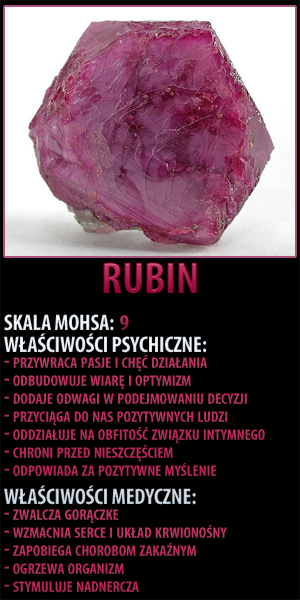 RUBIN
SKALA MOHSA: 9
WŁAŚCIWOŚCI PSYCHICZNE:
- PRZYWRACA PASJE I CHĘĆ DZIAŁANIA
- ODBUDOWUJE WIARĘ I OPTYMIZM
- DODAJE ODWAGI W PODEJMOWANIU DECYZJI
- PRZYCIĄGA DO NAS POZYTYWNYCH LUDZI
- ODDZIAŁUJE NA OBFITOŚĆ ZWIĄZKU INTYMNEGO
- CHRONI PRZED NIESZCZĘŚCIEM
- ODPOWIADA ZA POZYTYWNE MYŚLENIE
WŁAŚCIWOŚCI MEDYCZNE:
- ZWALCZA GORĄCZKE
- WZMACNIA SERCE I UKŁAD KRWIONOŚNY
- ZAPOBIEGA CHOROBOM ZAKAŹNYM
- OGRZEWA ORGANIZM
- STYMULUJE NADNERCZA